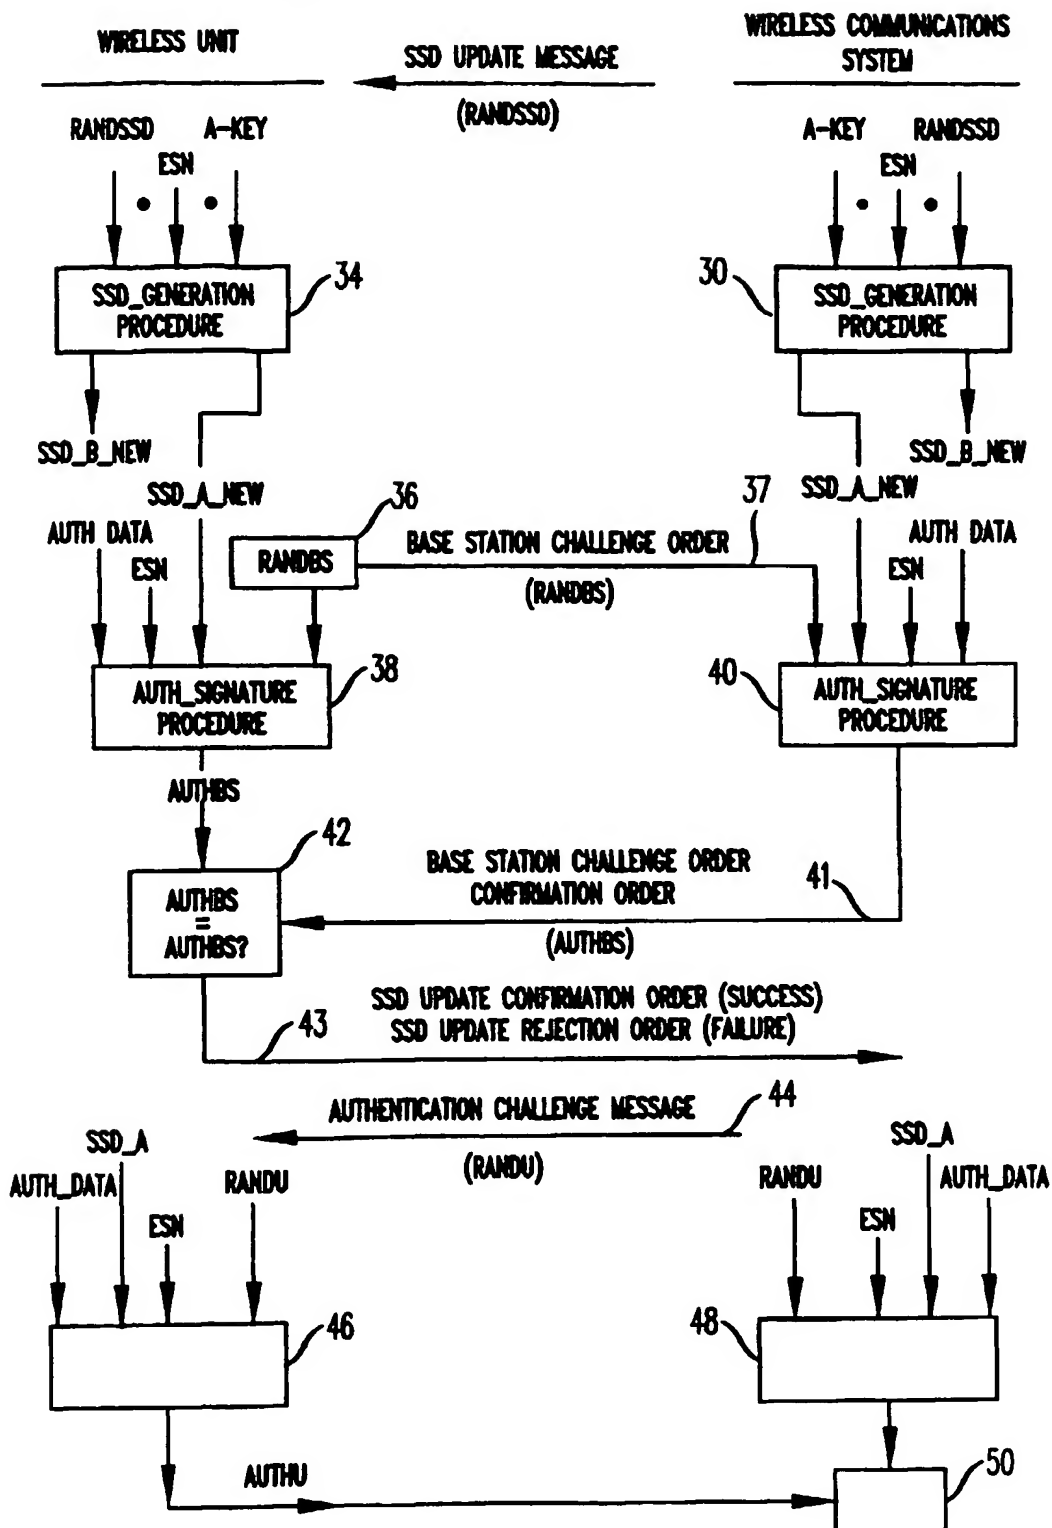 WIRELESS UNIT
SSD UPDATE MESSAGE
(RANDSSD)
WIRELESS COMMUNICATIONS
SYSTEM
RANDSSD
ESN
A-KEY
A-KEY
ESN
RANDSSD
SSD_GENERATION
PROCEDURE
34
30
SSD_GENERATION
PROCEDURE
SSD_B_NEW
SSD_A_NEW
SSD_B_NEW
SSD_A_NEW
AUTH DATA
ESN
36
RANDBS
BASE STATION CHALLENGE ORDER
(RANDBS)
37
ESN
AUTH DATA
AUTH_SIGNATURE
PROCEDURE
38
40
AUTH_SIGNATURE
PROCEDURE
AUTHBS
42
AUTHBS
=
AUTHBS?
BASE STATION CHALLENGE ORDER
CONFIRMATION ORDER
(AUTHBS)
41
SSD UPDATE CONFIRMATION ORDER (SUCCESS)
SSD UPDATE REJECTION ORDER (FAILURE)
43
AUTHENTICATION CHALLENGE MESSAGE
(RANDU)
44
AUTH_DATA
SSD_A
ESN
RANDU
RANDU
ESN
SSD_A
AUTH_DATA
46
48
AUTHU
50